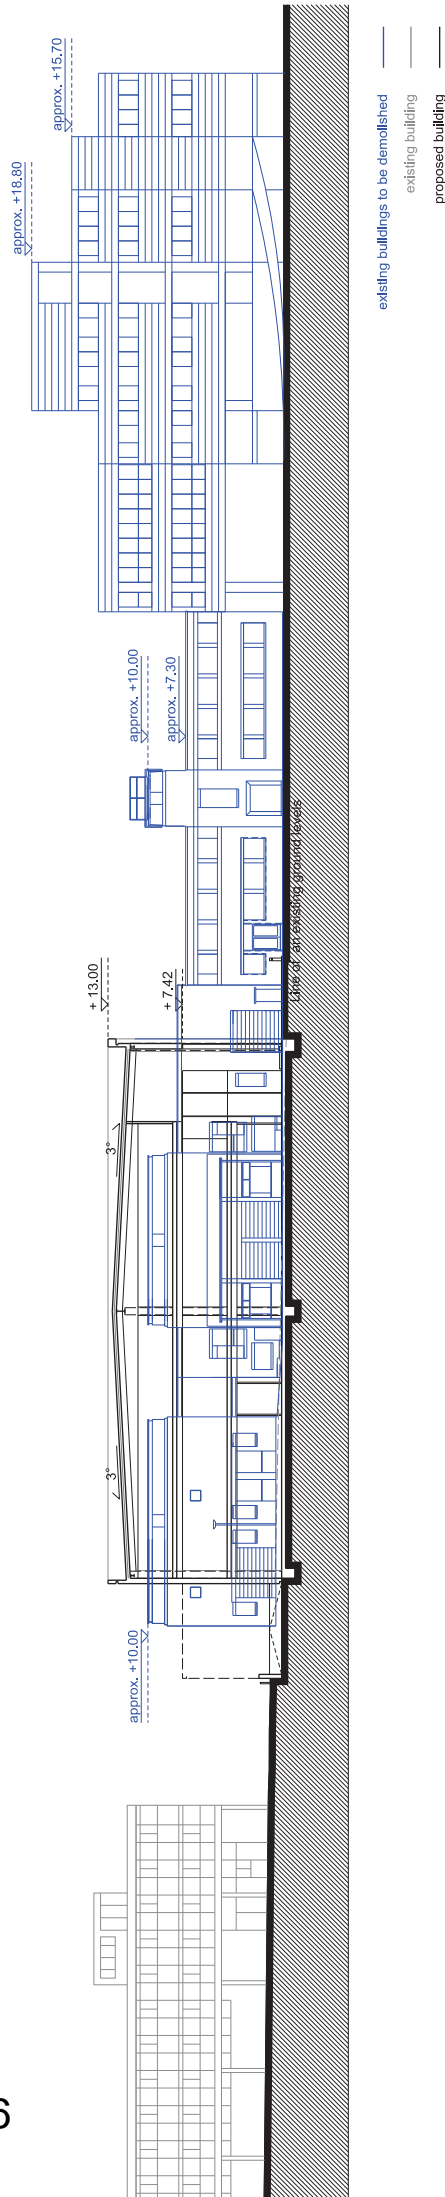 6
approx. +10.00
3°
3°
+ 13.00
+ 7.42
Line of an existing ground levels
approx. +10.00
approx. +7.30
approx. +18.80
approx. +15.70
existing buildings to be demolished
existing building
proposed building